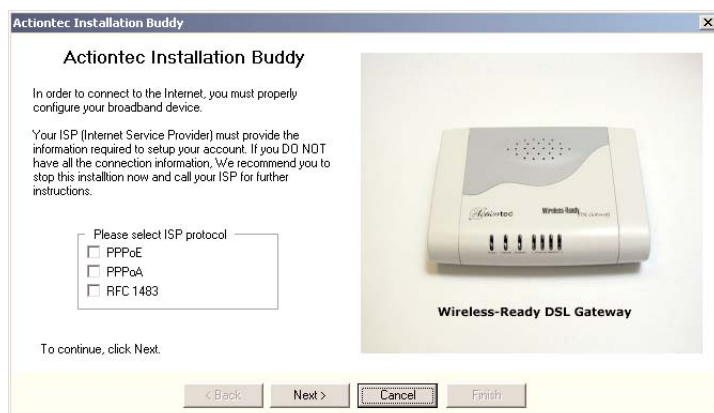 Actiontec Installation Buddy
X
Actiontec Installation Buddy
In order to connect to the Internet, you must properly
configure your broadband device.
Your ISP (Internet Service Provider) must provide the
information required to setup your account. If you DO NOT
have all the connection information, We recommend you to
stop this installtion now and call your ISP for further
instructions.
Please select ISP protocol
PPPoE
PPPoA
RFC 1483
To continue, click Next.
Actiontec
Wireless-Ready DSL Gateway
Wireless-Ready DSL Gateway
< Back
Next >
Cancel
Finish